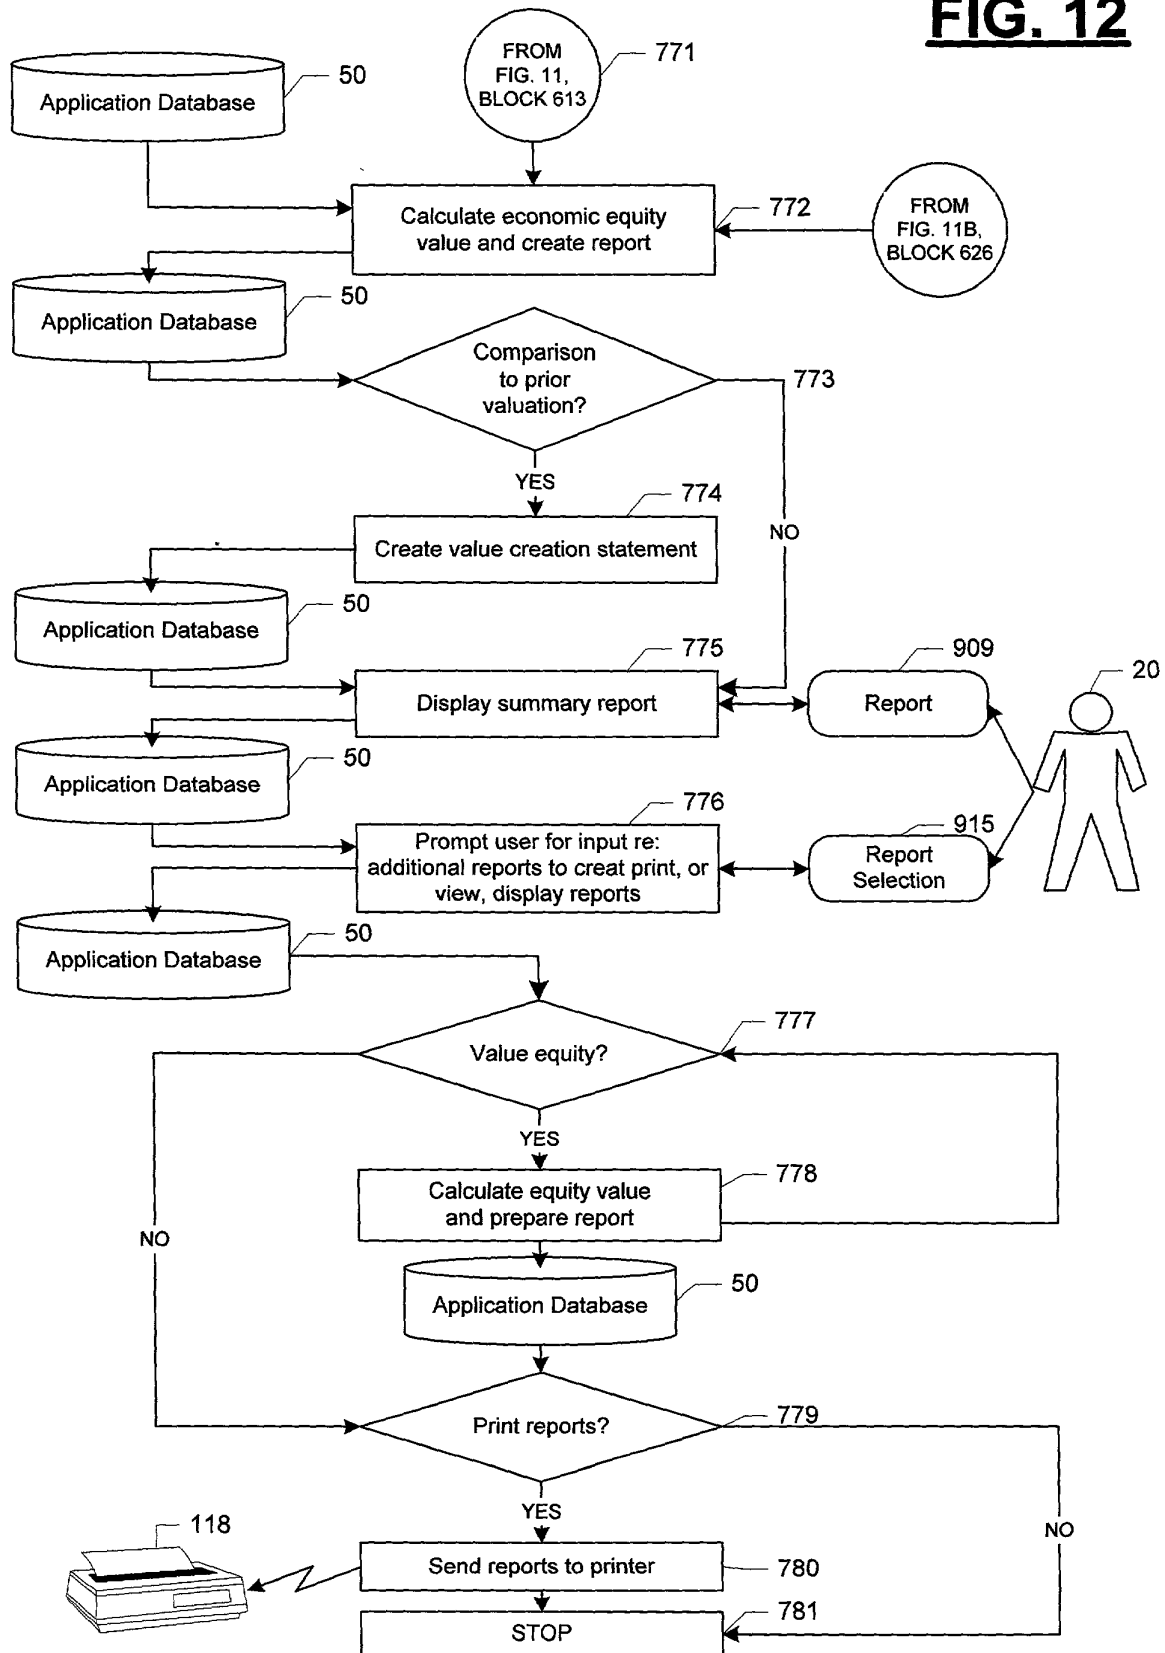 FIG. 12
FROM
FIG. 11,
BLOCK 613
771
50
Application Database
772
Calculate economic equity
value and create report
FROM
FIG. 11B,
BLOCK 626
50
Application Database
Comparison
to prior
valuation?
773
YES
NO
774
Create value creation statement
50
Application Database
775
Display summary report
909
Report
20
50
Application Database
776
Prompt user for input re:
additional reports to creat print, or
view, display reports
915
Report
Selection
50
Application Database
777
Value equity?
YES
NO
778
Calculate equity value
and prepare report
50
Application Database
779
Print reports?
YES
NO
118
Send reports to printer
780
781
STOP